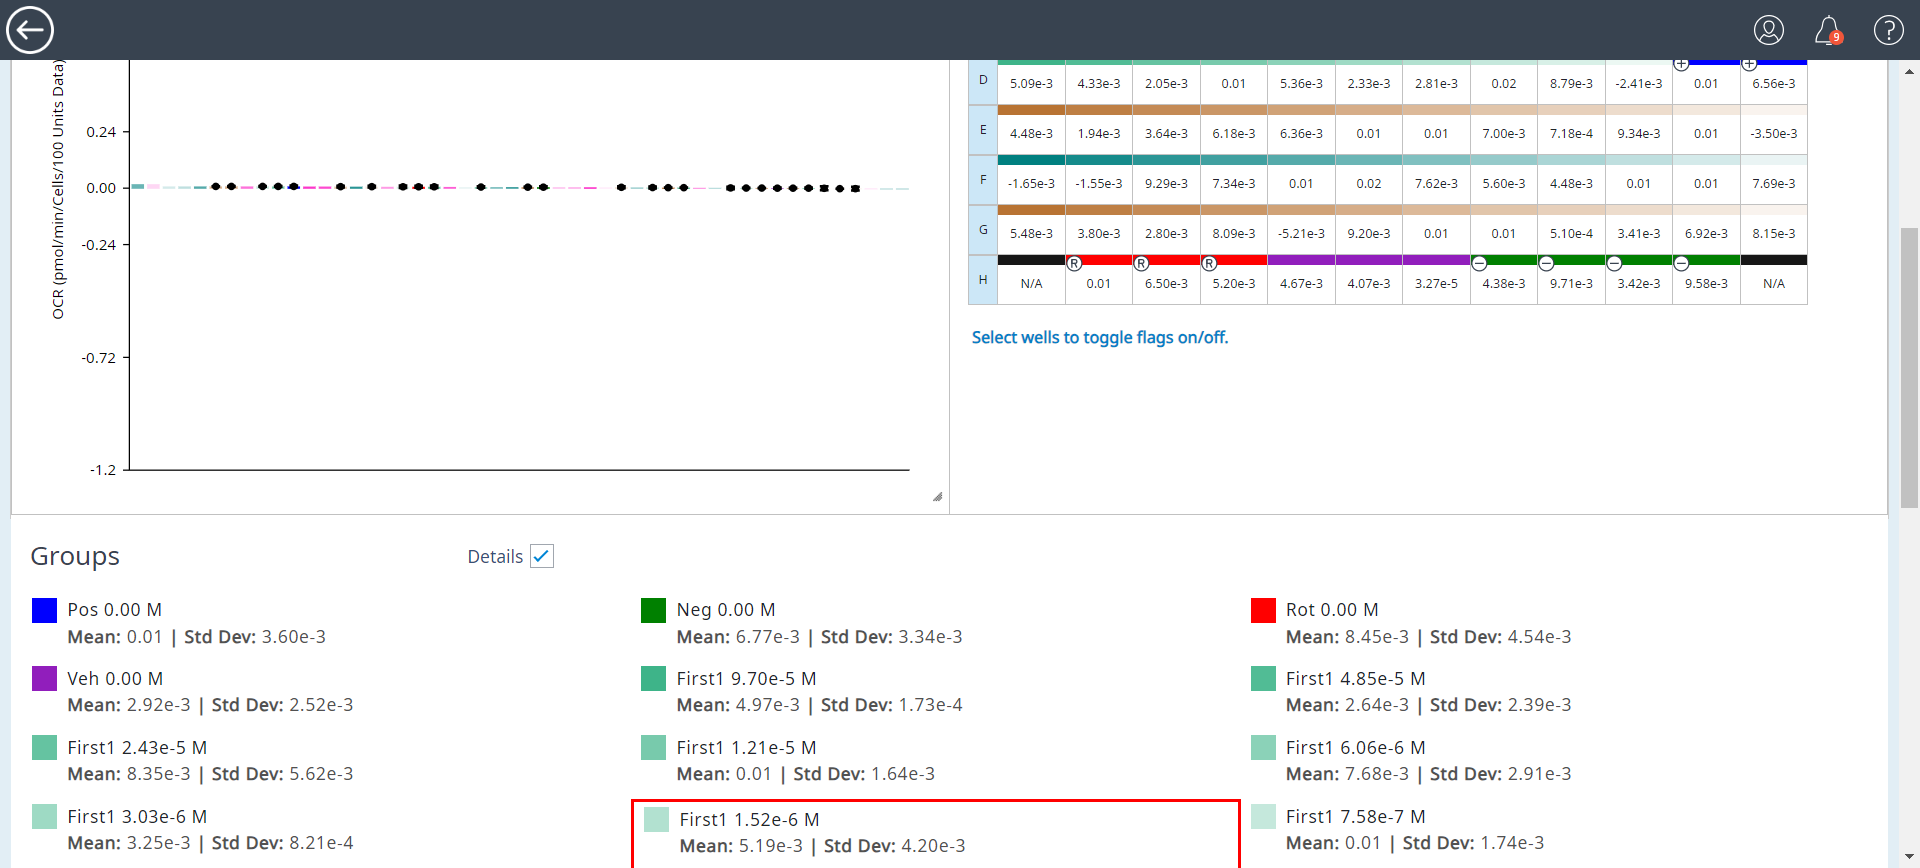 9
?
OCR (pmol/min/Cells/100 Units Data)
0.24
0.00
-0.24
-0.72
-1.2
D 5.09e-3 4.33e-3 2.05e-3 0.01 5.36e-3 2.33e-3 2.81e-3 0.02 8.79e-3 -2.41e-3 0.01 6.56e-3
E 4.48e-3 1.94e-3 3.64e-3 6.18e-3 6.36e-3 0.01 0.01 7.00e-3 7.18e-4 9.34e-3 0.01 -3.50e-3
F -1.65e-3 -1.55e-3 9.29e-3 7.34e-3 0.01 0.02 7.62e-3 5.60e-3 4.48e-3 0.01 0.01 7.69e-3
G 5.48e-3 3.80e-3 2.80e-3 8.09e-3 -5.21e-3 9.20e-3 0.01 0.01 5.10e-4 3.41e-3 6.92e-3 8.15e-3
R R R
H N/A 0.01 6.50e-3 5.20e-3 4.67e-3 4.07e-3 3.27e-5 4.38e-3 9.71e-3 3.42e-3 9.58e-3 N/A
Select wells to toggle flags on/off.
Groups
Details
Pos 0.00 M
Mean: 0.01 | Std Dev: 3.60e-3
Neg 0.00 M
Mean: 6.77e-3 | Std Dev: 3.34e-3
Rot 0.00 M
Mean: 8.45e-3 | Std Dev: 4.54e-3
Veh 0.00 M
Mean: 2.92e-3 | Std Dev: 2.52e-3
First1 9.70e-5 M
Mean: 4.97e-3 | Std Dev: 1.73e-4
First1 4.85e-5 M
Mean: 2.64e-3 | Std Dev: 2.39e-3
First1 2.43e-5 M
Mean: 8.35e-3 | Std Dev: 5.62e-3
First1 1.21e-5 M
Mean: 0.01 | Std Dev: 1.64e-3
First1 6.06e-6 M
Mean: 7.68e-3 | Std Dev: 2.91e-3
First1 3.03e-6 M
Mean: 3.25e-3 | Std Dev: 8.21e-4
First1 1.52e-6 M
Mean: 5.19e-3 | Std Dev: 4.20e-3
First1 7.58e-7 M
Mean: 0.01 | Std Dev: 1.74e-3